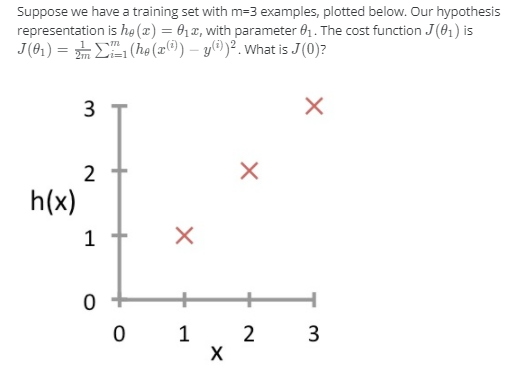 Suppose we have a training set with m=3 examples, plotted below. Our hypothesis
representation is hθ(x) = θ₁x, with parameter θ₁. The cost function J(θ₁) is
J(θ₁) = 1/2m ∑ᵐᵢ₌₁(hθ(x⁽ⁱ⁾) − y⁽ⁱ⁾)². What is J(0)?
3
2
h(x)
1
0
0 1 2 3
x